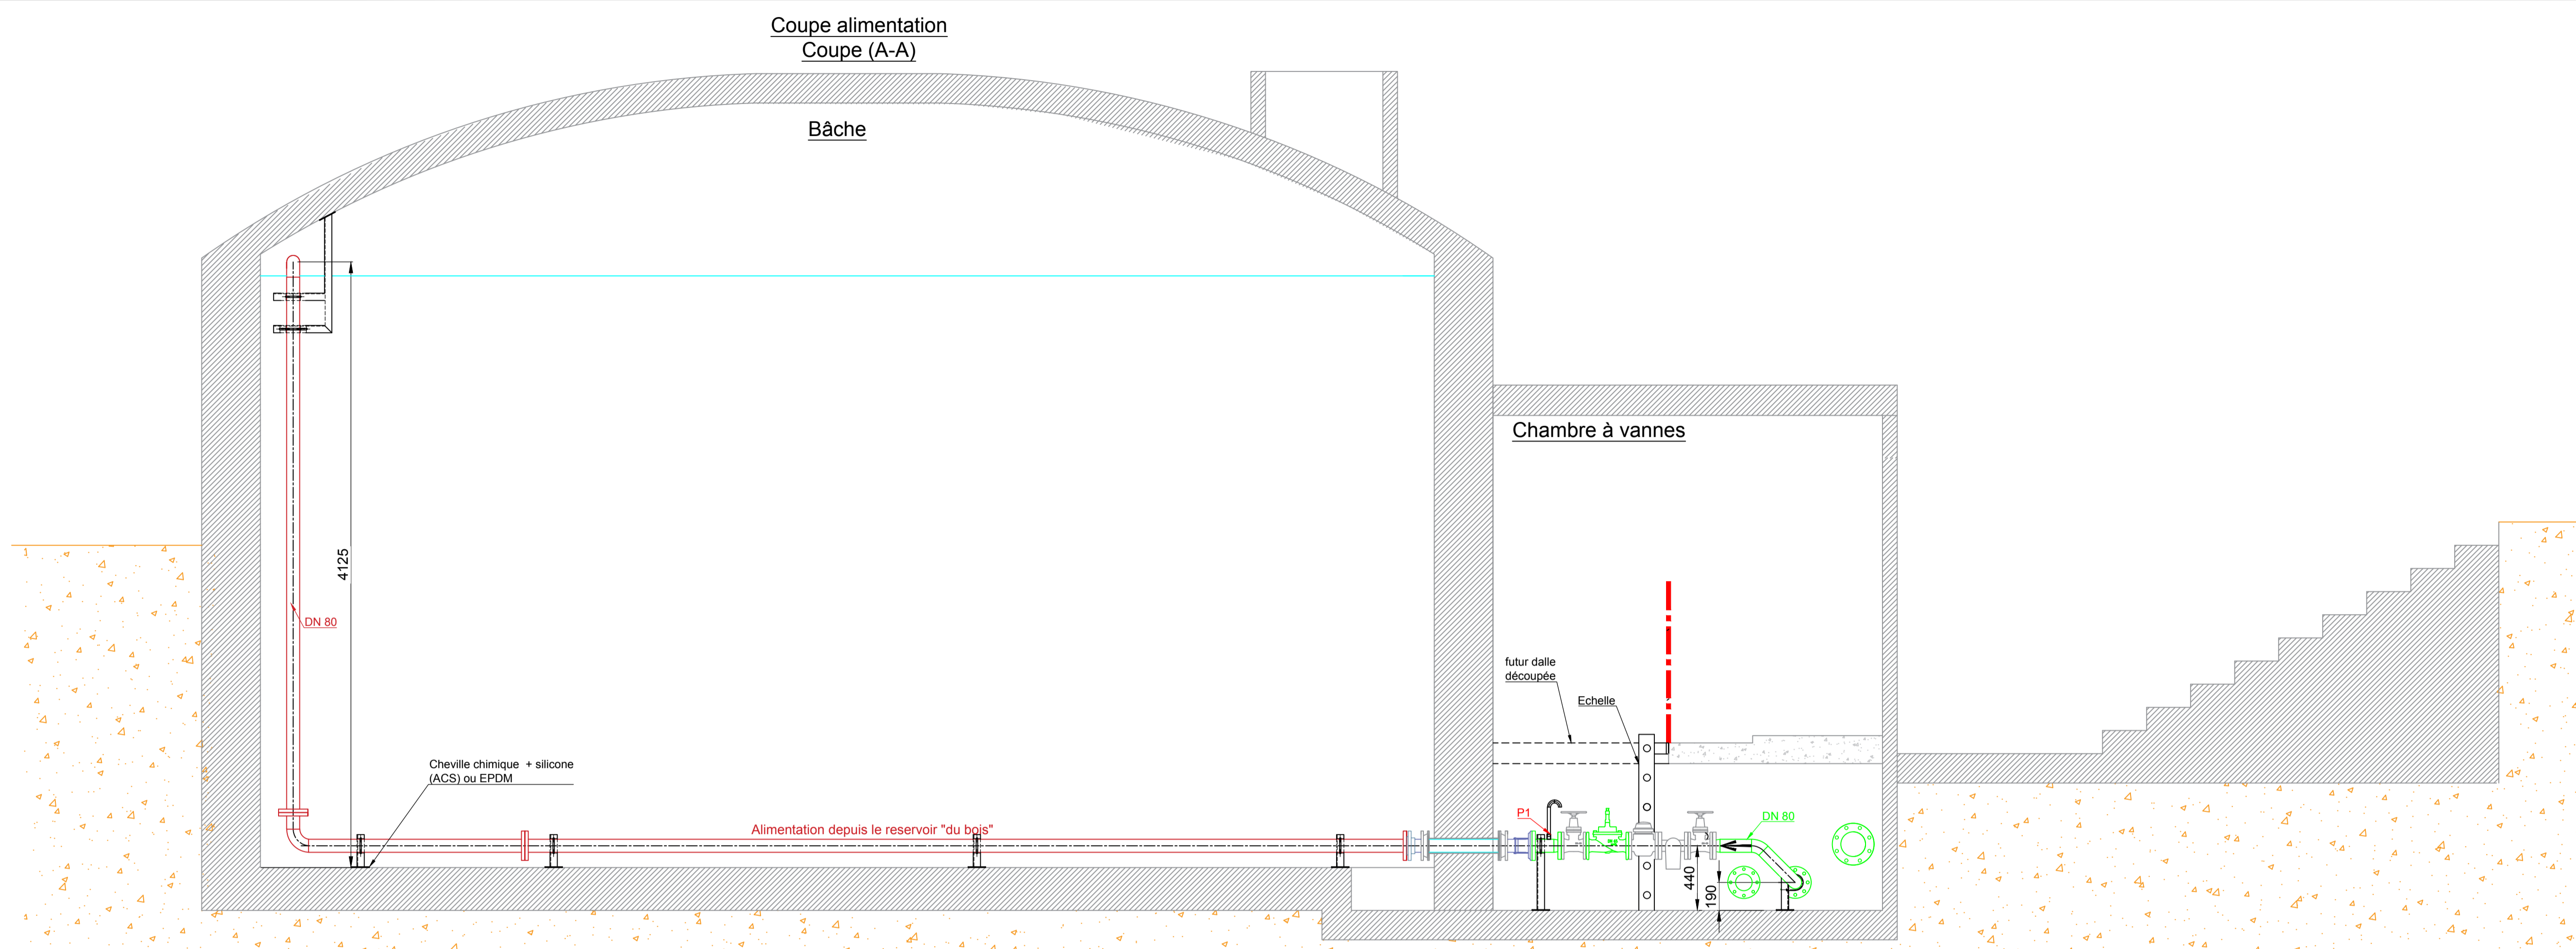 Coupe alimentation
Coupe (A-A)
Bâche
Chambre à vannes
4125
DN 80
futur dalle
découpée
Echelle
Cheville chimique + silicone
(ACS) ou EPDM
Alimentation depuis le reservoir "du bois"
P1
DN 80
440
190